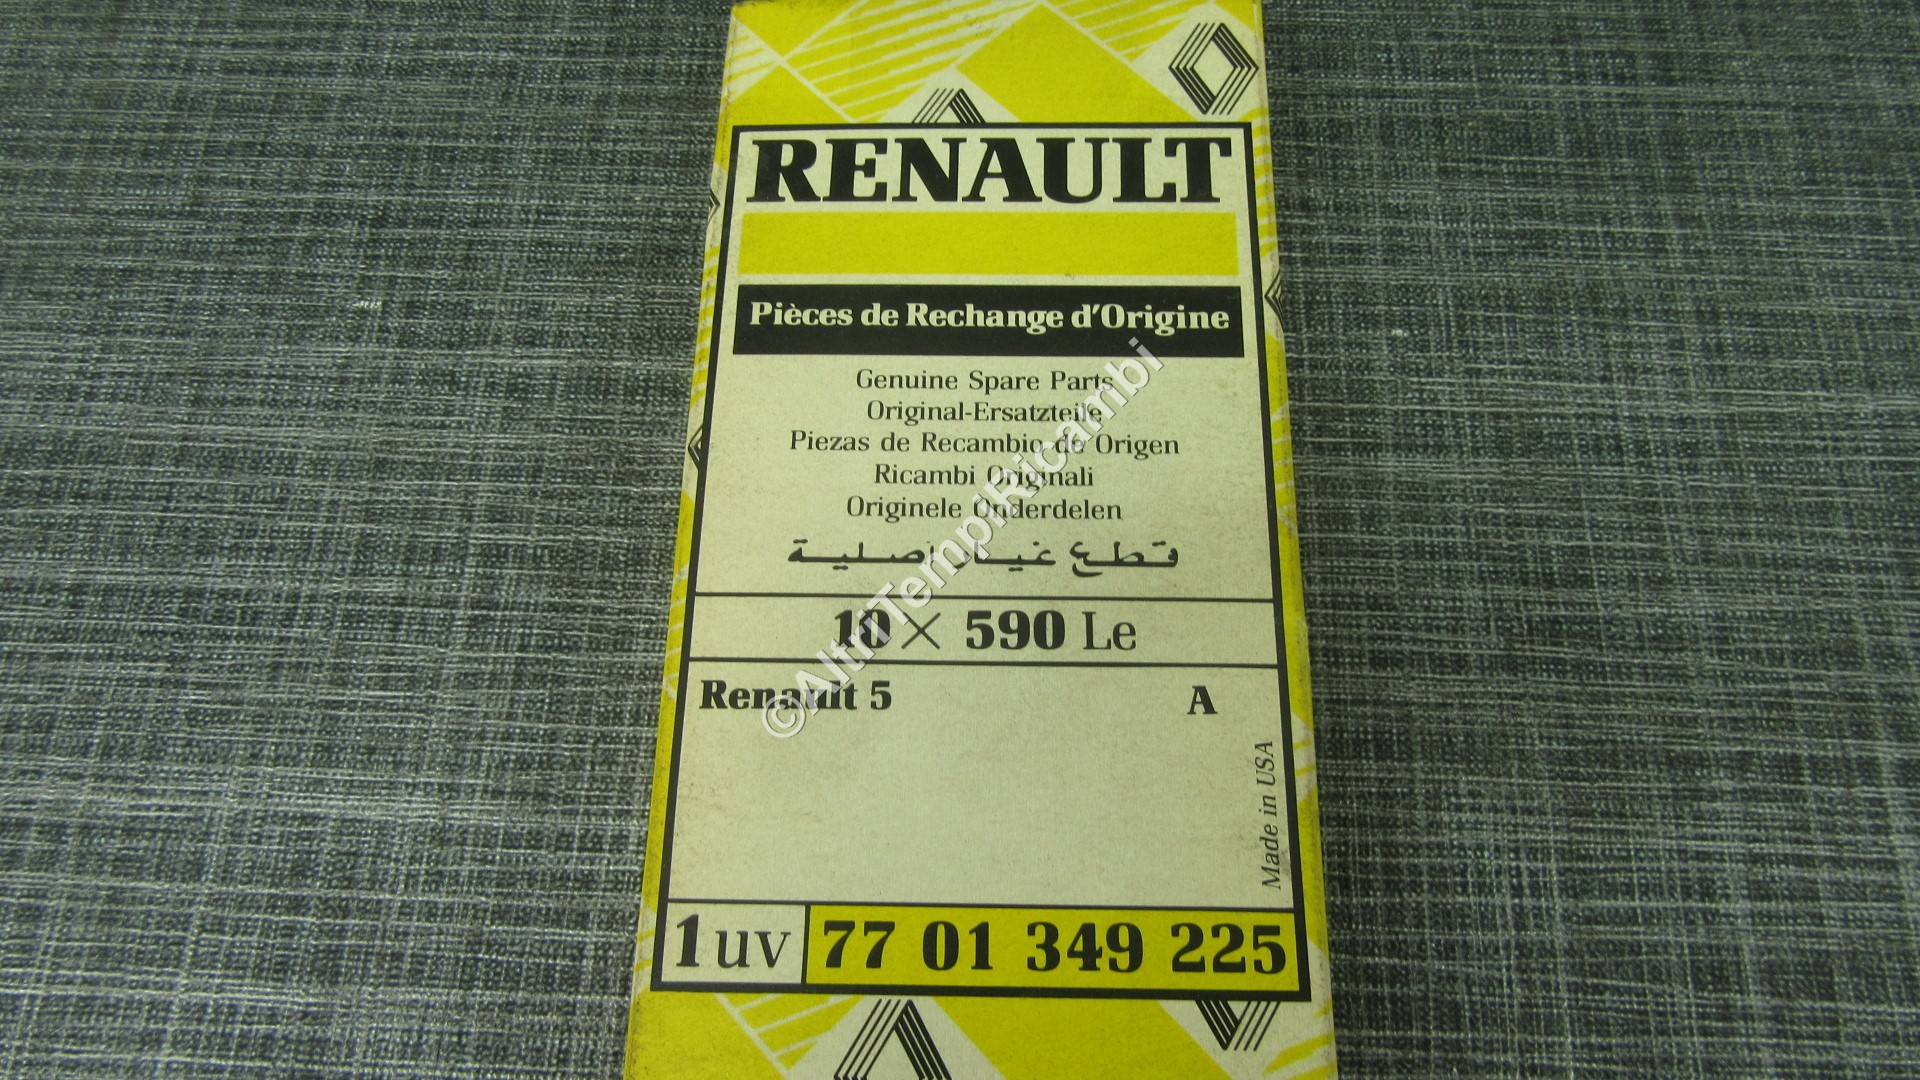 RENAULT
Pièces de Rechange d'Origine
Genuine Spare Parts
Original-Ersatzteile
Piezas de Recambio de Origen
Ricambi Originali
Originele Onderdelen
قطع غيار أصلية
10 × 590 Le
Renault 5 A
Made in USA
1 uv 77 01 349 225
©AltriTempiRicambi